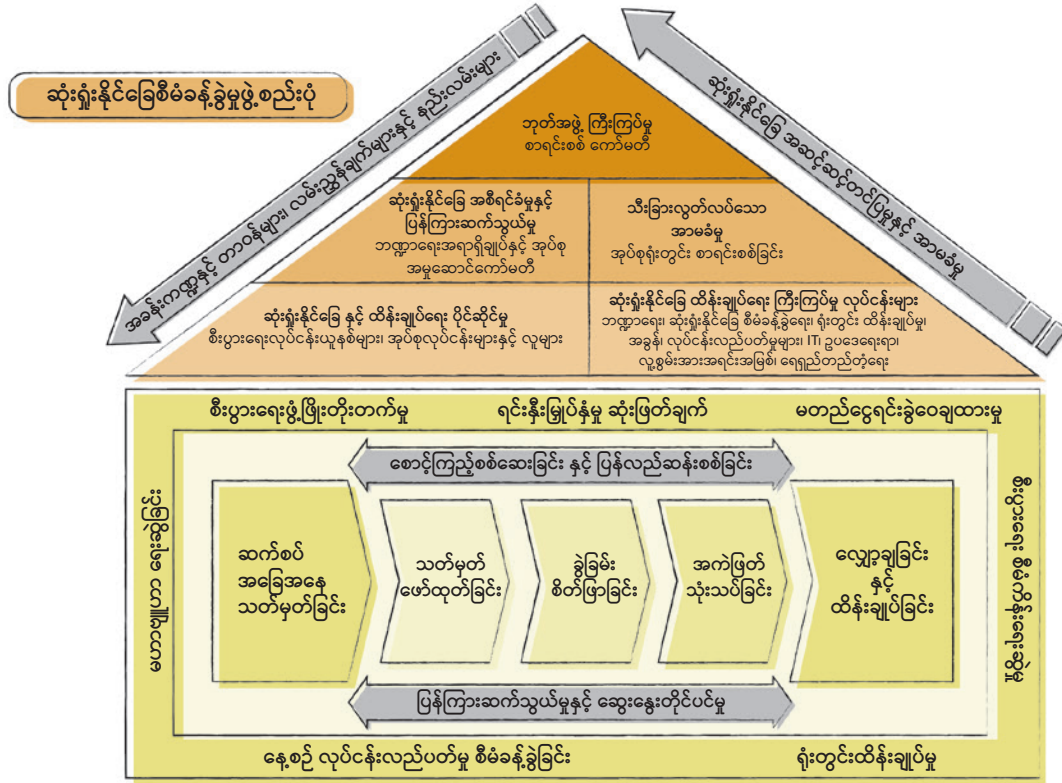 ဆုံးရှုံးနိုင်ခြေစီမံခန့်ခွဲမှုဖွဲ့စည်းပုံ
အခန်းကဏ္ဍနှင့် တာဝန်များ၊ လမ်းညွှန်ချက်များနှင့် နည်းလမ်းများ
ဆုံးရှုံးနိုင်ခြေ အဆင့်ဆင့်တင်ပြမှုနှင့် အာမခံမှု
ဘုတ်အဖွဲ့ ကြီးကြပ်မှု
စာရင်းစစ် ကော်မတီ
ဆုံးရှုံးနိုင်ခြေ အစီရင်ခံမှုနှင့်
ပြန်ကြားဆက်သွယ်မှု
ဘဏ္ဍာရေးအရာရှိချုပ်နှင့် အုပ်စု
အမှုဆောင်ကော်မတီ
သီးခြားလွတ်လပ်သော
အာမခံမှု
အုပ်စုရုံးတွင်း စာရင်းစစ်ခြင်း
ဆုံးရှုံးနိုင်ခြေ နှင့် ထိန်းချုပ်ရေး ပိုင်ဆိုင်မှု
စီးပွားရေးလုပ်ငန်းယူနစ်များ၊ အုပ်စုလုပ်ငန်းများနှင့် လူများ
ဆုံးရှုံးနိုင်ခြေ ထိန်းချုပ်ရေး ကြီးကြပ်မှု လုပ်ငန်းများ
ဘဏ္ဍာရေး၊ ဆုံးရှုံးနိုင်ခြေ စီမံခန့်ခွဲရေး၊ ရုံးတွင်း ထိန်းချုပ်မှု၊
အခွန်၊ လုပ်ငန်းလည်ပတ်မှုများ၊ IT၊ ဥပဒေရေးရာ၊
လူ့စွမ်းအားအရင်းအမြစ်၊ ရေရှည်တည်တံ့ရေး
စီးပွားရေးဖွံ့ဖြိုးတိုးတက်မှု
ရင်းနှီးမြှုပ်နှံမှု ဆုံးဖြတ်ချက်
မတည်ငွေရင်းခွဲဝေချထားမှု
မဟာဗျူဟာ ရေးဆွဲခြင်း
စောင့်ကြည့်စစ်ဆေးခြင်း နှင့် ပြန်လည်ဆန်းစစ်ခြင်း
ဆက်စပ်
အခြေအနေ
သတ်မှတ်ခြင်း
သတ်မှတ်
ဖော်ထုတ်ခြင်း
ခွဲခြမ်း
စိတ်ဖြာခြင်း
အကဲဖြတ်
သုံးသပ်ခြင်း
လျှော့ချခြင်း
နှင့်
ထိန်းချုပ်ခြင်း
ပြန်ကြားဆက်သွယ်မှုနှင့် ဆွေးနွေးတိုင်ပင်မှု
နေ့စဉ် လုပ်ငန်းလည်ပတ်မှု စီမံခန့်ခွဲခြင်း
ရုံးတွင်းထိန်းချုပ်မှု